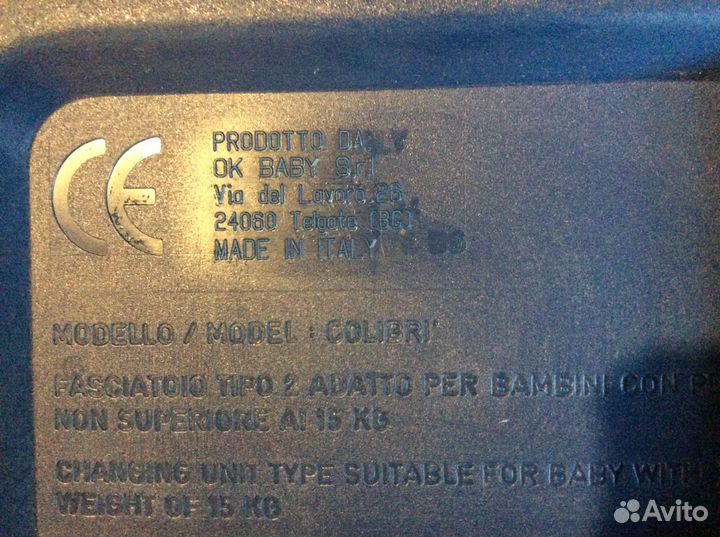 CE
PRODOTTO DA
OK BABY S.r.l
Via del Lavoro 26
24060 Telgate (BG)
MADE IN ITALY
MODELLO / MODEL : COLIBRI'
FASCIATOIO TIPO 2 ADATTO PER BAMBINI CON
NON SUPERIORE AI 15 KG
CHANGING UNIT TYPE SUITABLE FOR BABY WITH
WEIGHT OF 15 KG
Avito